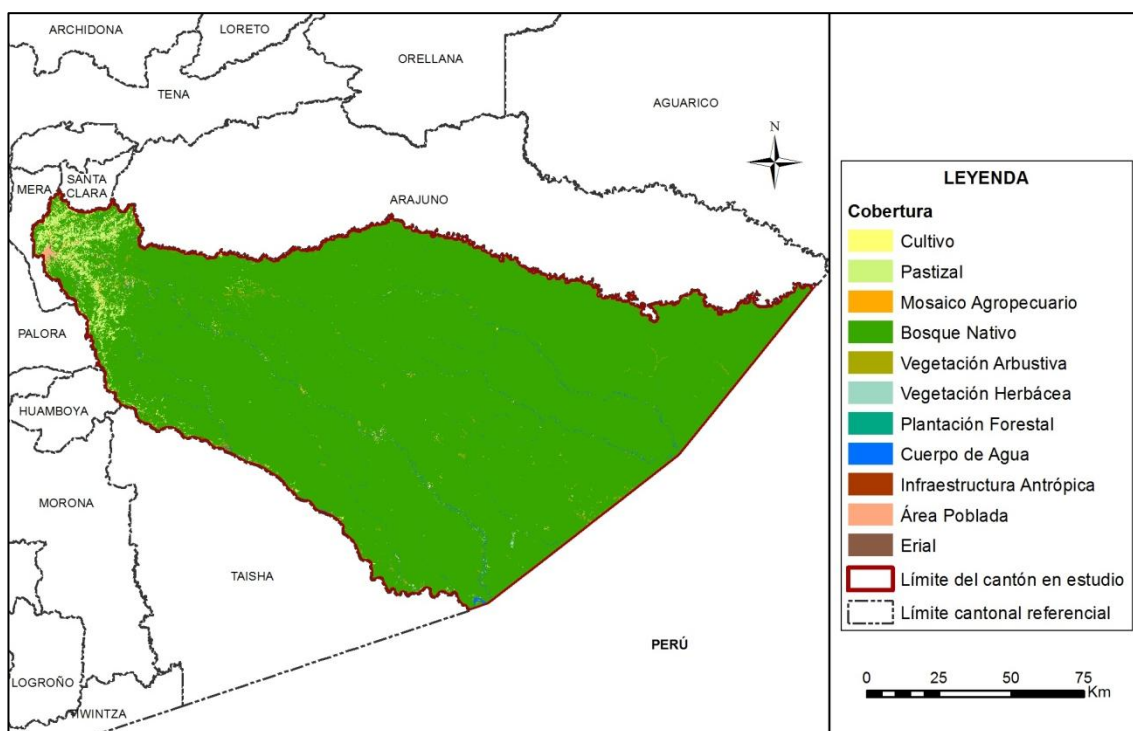 ARCHIDONA
LORETO
ORELLANA
TENA
AGUARICO
N
MERA
SANTA
CLARA
ARAJUNO
PALORA
HUAMBOYA
MORONA
TAISHA
PERÚ
LOGROÑO
TIWINTZA
LEYENDA
Cobertura
Cultivo
Pastizal
Mosaico Agropecuario
Bosque Nativo
Vegetación Arbustiva
Vegetación Herbácea
Plantación Forestal
Cuerpo de Agua
Infraestructura Antrópica
Área Poblada
Erial
Límite del cantón en estudio
Límite cantonal referencial
0 25 50 75
Km